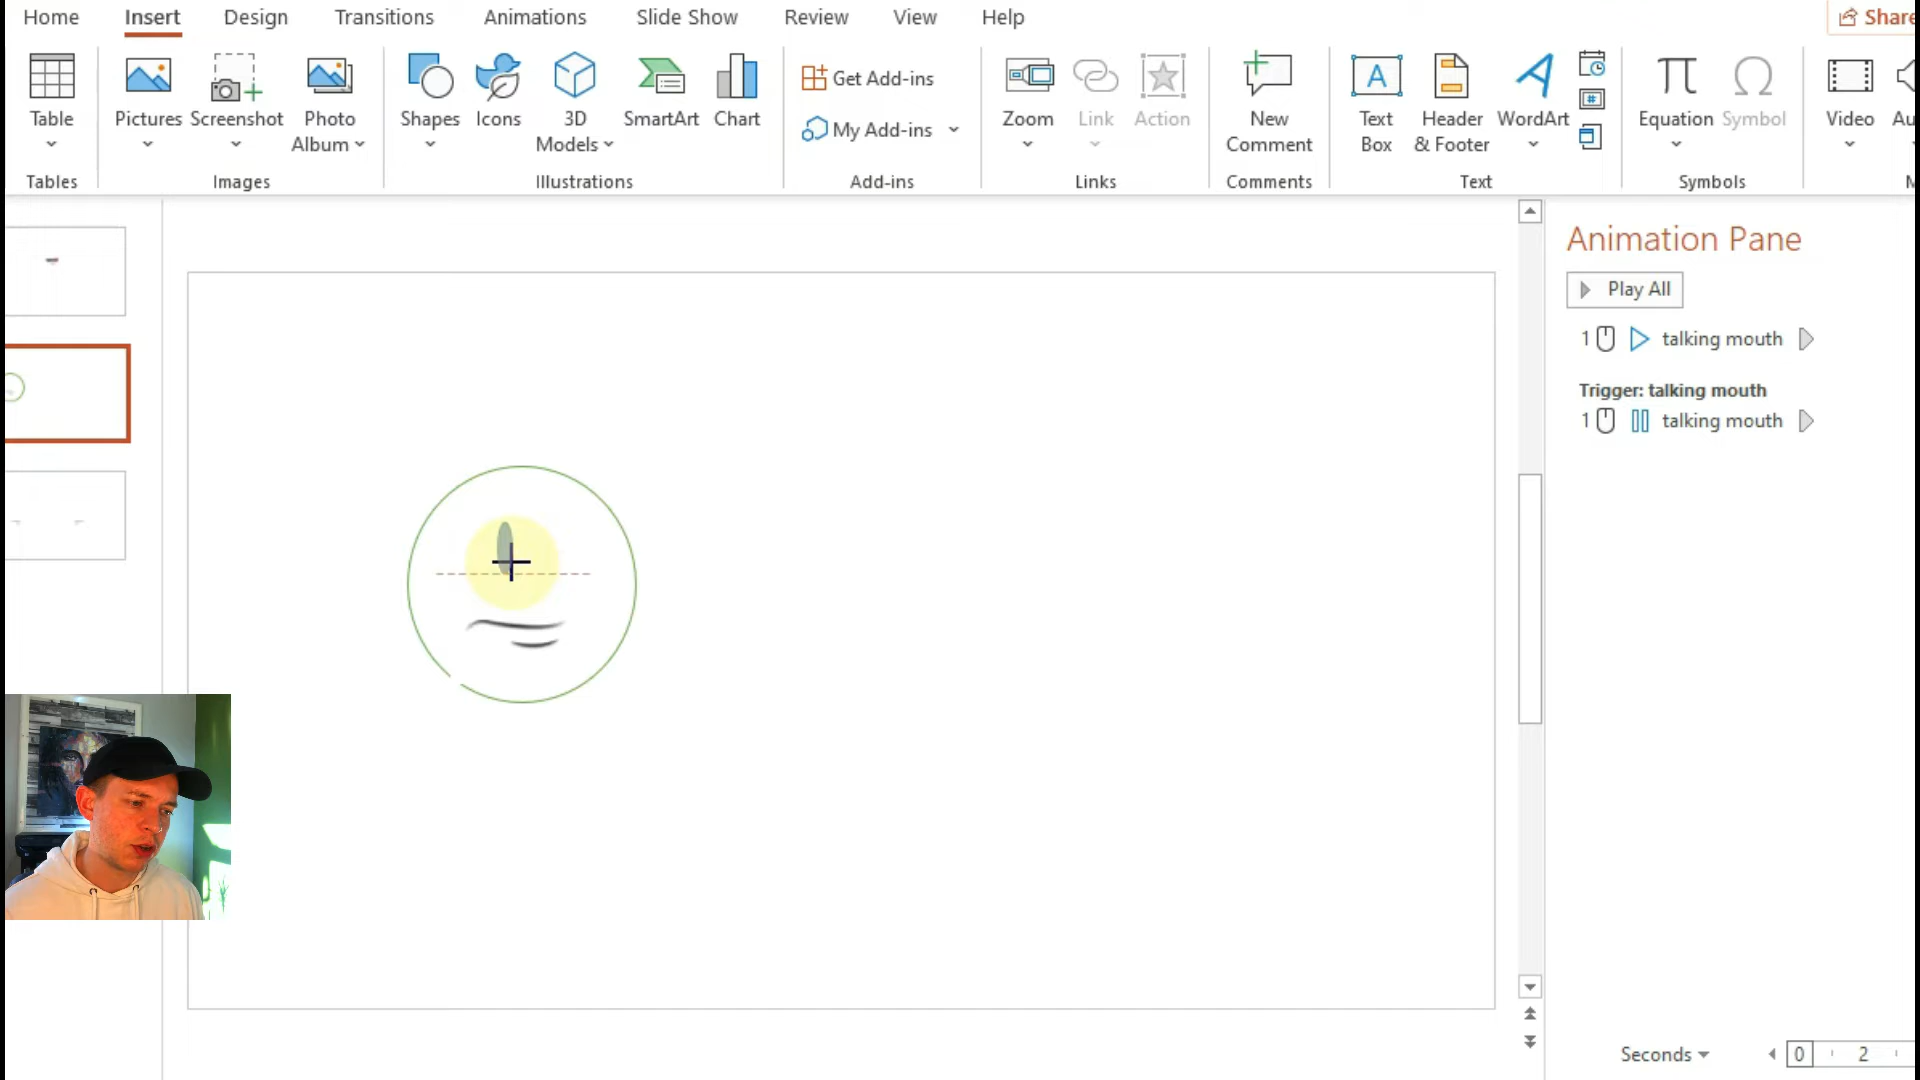 Home Insert Design Transitions Animations Slide Show Review View Help Share
Table Pictures Screenshot Photo Album Shapes Icons 3D Models SmartArt Chart Get Add-ins My Add-ins Zoom Link Action New Comment Text Box Header & Footer WordArt Equation Symbol Video
Tables Images Illustrations Add-ins Links Comments Text Symbols
Animation Pane
Play All
1 talking mouth
Trigger: talking mouth
1 talking mouth
Seconds 0 2